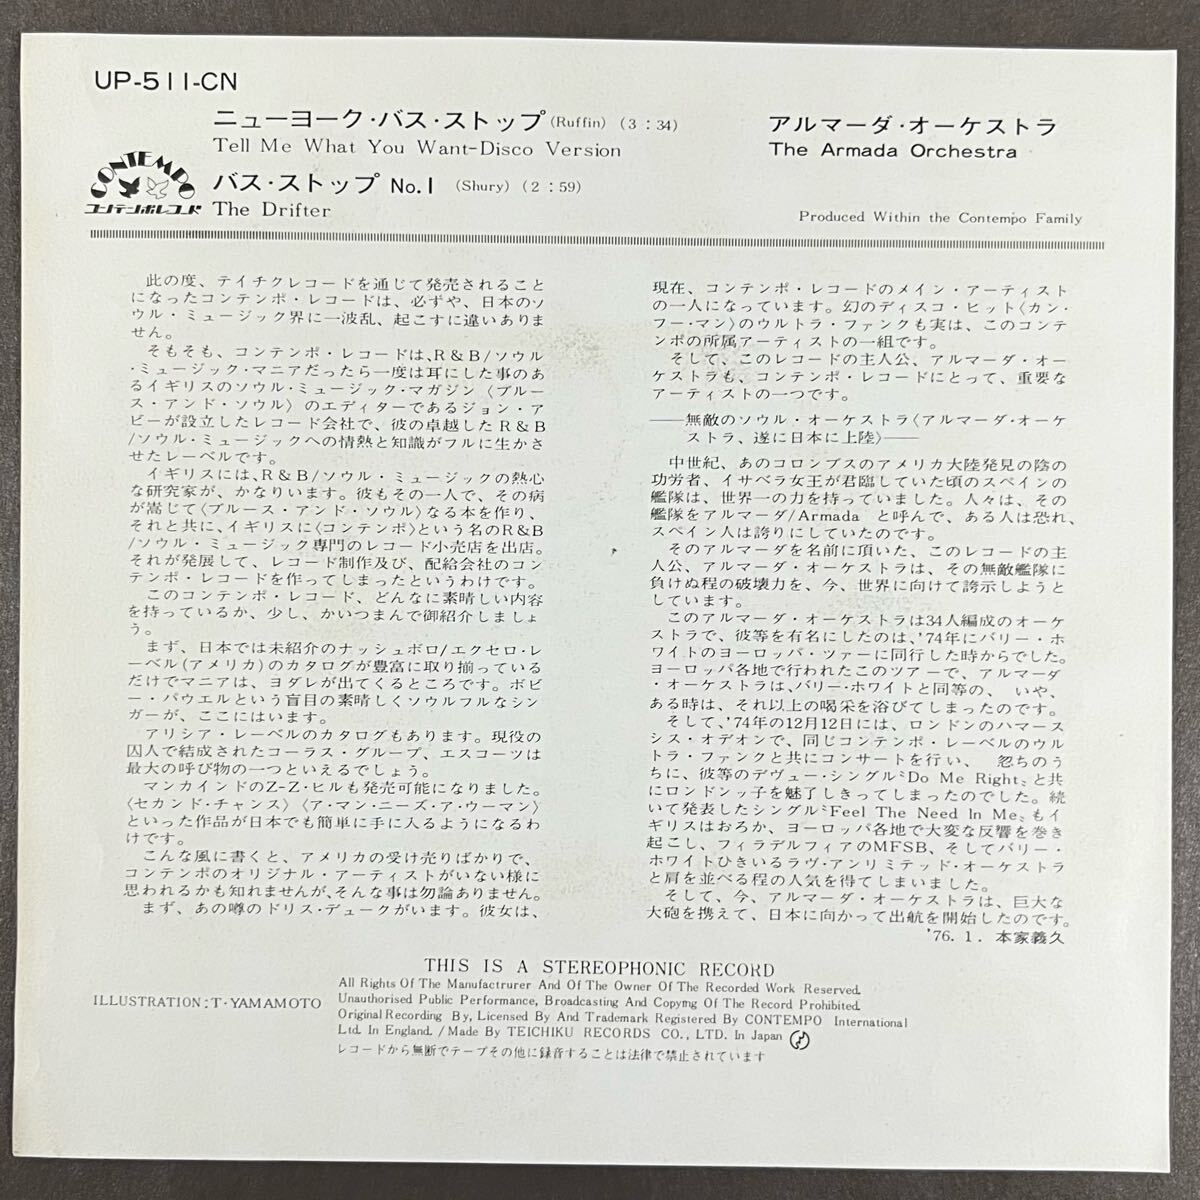 UP-511-CN
ニューヨーク・バス・ストップ (Ruffin) (3:34)
Tell Me What You Want-Disco Version
バス・ストップ No.1 (Shury) (2:59)
The Drifter
アルマーダ・オーケストラ
The Armada Orchestra
Produced Within the Contempo Family
CONTEMPO
コンテンポレコード
此の度、テイチクレコードを通じて発売されること
になったコンテンポ・レコードは、必ずや、日本のソ
ウル・ミュージック界に一波乱、起こすに違いありま
せん。
そもそも、コンテンポ・レコードは、R&B/ソウル
・ミュージック・マニアだったら一度は耳にした事のあ
るイギリスのソウル・ミュージック・マガジン〈ブルー
ス・アンド・ソウル〉のエディターであるジョン・ア
ビーが設立したレコード会社で、彼の卓越したR&B
/ソウル・ミュージックへの情熱と知識がフルに生かさ
せたレーベルです。
イギリスには、R&B/ソウル・ミュージックの熱心
な研究家が、かなりいます。彼もその一人で、その病
が嵩じて〈ブルース・アンド・ソウル〉なる本を作り、
それと共に、イギリスに〈コンテンポ〉という名のR&B
/ソウル・ミュージック専門のレコード小売店を出店。
それが発展して、レコード制作及び、配給会社のコン
テンポ・レコードを作ってしまったというわけです。
このコンテンポ・レコード、どんなに素晴しい内容
を持っているか、少し、かいつまんで御紹介しましょ
う。
まず、日本では未紹介のナッシュボロ/エクセロ・レ
ーベル(アメリカ)のカタログが豊富に取り揃っている
だけでマニアは、ヨダレが出てくるところです。ボビ
ー・パウエルという盲目の素晴しくソウルフルなシン
ガーが、ここにはいます。
アリシア・レーベルのカタログもあります。現役の
囚人で結成されたコーラス・グループ、エスコーツは
最大の呼び物の一つといえるでしょう。
マンカインドのZ-Z・ヒルも発売可能になりました。
〈セカンド・チャンス〉〈ア・マン・ニーズ・ア・ウーマン〉
といった作品が日本でも簡単に手に入るようになるわ
けです。
こんな風に書くと、アメリカの受け売りばかりで、
コンテンポのオリジナル・アーティストがいない様に
思われるかも知れませんが、そんな事は勿論ありません。
まず、あの噂のドリス・デュークがいます。彼女は、
現在、コンテンポ・レコードのメイン・アーティスト
の一人になっています。幻のディスコ・ヒット〈カン・
フー・マン〉のウルトラ・ファンクも実は、このコンテ
ンポの所属アーティストの一組です。
そして、このレコードの主人公、アルマーダ・オー
ケストラも、コンテンポ・レコードにとって、重要な
アーティストの一つです。
――無敵のソウル・オーケストラ〈アルマーダ・オーケ
ストラ、遂に日本に上陸〉――
中世紀、あのコロンブスのアメリカ大陸発見の陰の
功労者、イサベラ女王が君臨していた頃のスペインの
艦隊は、世界一の力を持っていました。人々は、その
艦隊をアルマーダ/Armada と呼んで、ある人は恐れ、
スペイン人は誇りにしていたのです。
そのアルマーダを名前に頂いた、このレコードの主
人公、アルマーダ・オーケストラは、その無敵艦隊に
負けぬ程の破壊力を、今、世界に向けて誇示しようと
しています。
このアルマーダ・オーケストラは34人編成のオーケ
ストラで、彼等を有名にしたのは、'74年にバリー・ホ
ワイトのヨーロッパ・ツァーに同行した時からでした。
ヨーロッパ各地で行われたこのツアーで、アルマーダ
・オーケストラは、バリー・ホワイトと同等の、 いや、
ある時は、それ以上の喝采を浴びてしまったのです。
そして、'74年の12月12日には、ロンドンのハマース
シス・オデオンで、同じコンテンポ・レーベルのウル
トラ・ファンクと共にコンサートを行い、 忽ちのう
ちに、彼等のデヴュー・シングル〝Do Me Right〟と共
にロンドンッ子を魅了しきってしまったのでした。続
いて発表したシングル〝Feel The Need In Me〟もイ
ギリスはおろか、ヨーロッパ各地で大変な反響を巻き
起こし、フィラデルフィアのMFSB、そしてバリー・
ホワイトひきいるラヴ・アンリミテッド・オーケストラ
と肩を並べる程の人気を得てしまいました。
そして、今、アルマーダ・オーケストラは、巨大な
大砲を携えて、日本に向かって出航を開始したのです。
'76. 1. 本家義久
THIS IS A STEREOPHONIC RECORD
ILLUSTRATION:T・YAMAMOTO
All Rights Of The Manufactrurer And Of The Owner Of The Recorded Work Reserved.
Unauthorised Public Performance, Broadcasting And Copying Of The Record Prohibited.
Original Recording By, Licensed By And Trademark Registered By CONTEMPO International
Ltd. In England. /Made By TEICHIKU RECORDS CO., LTD. In Japan
レコードから無断でテープその他に録音することは法律で禁止されています